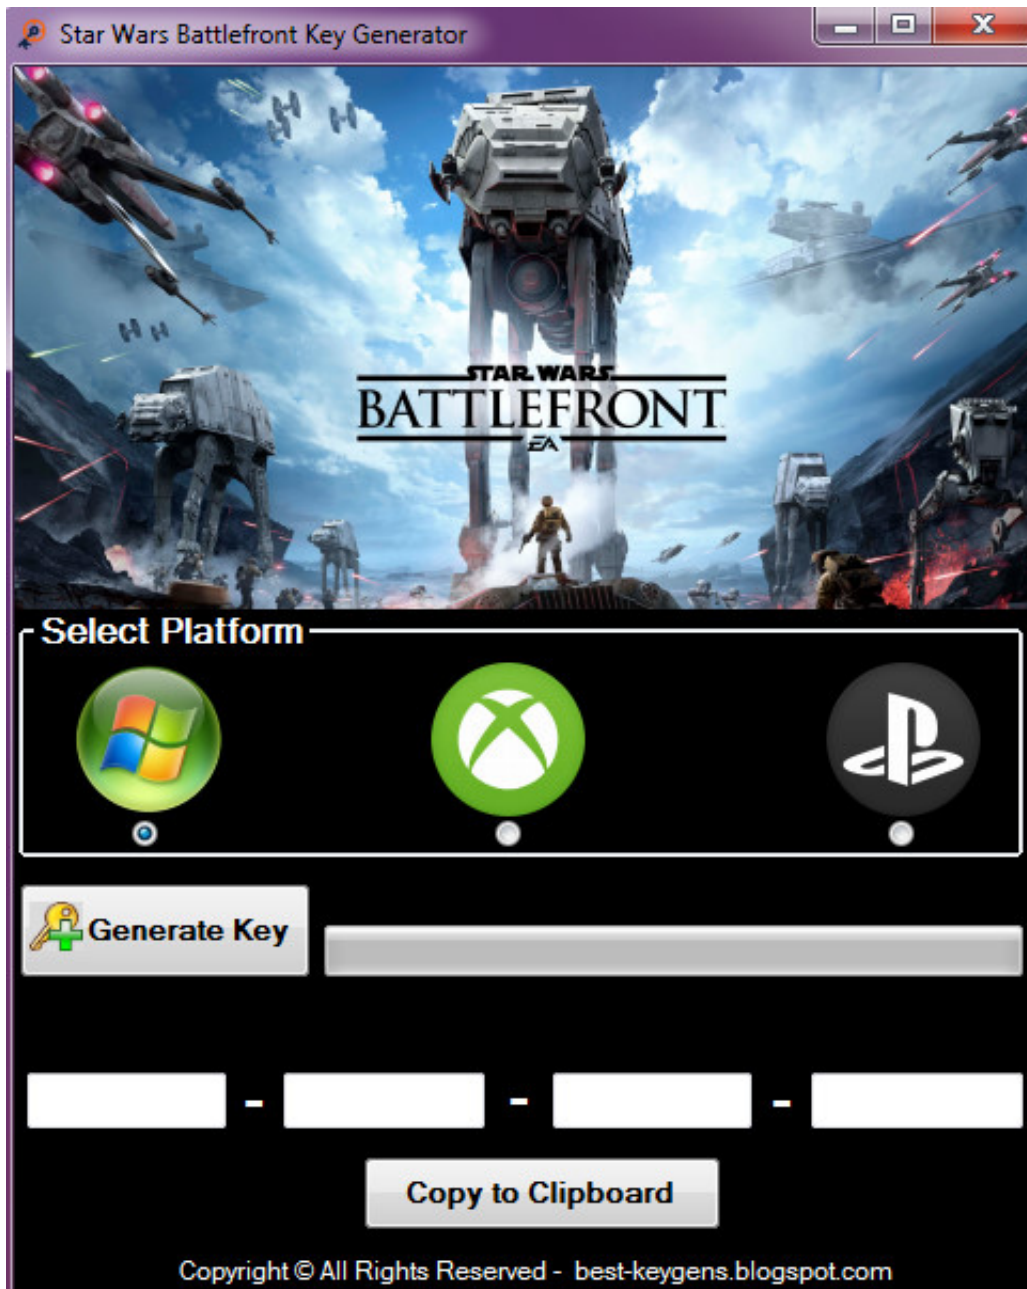 Star Wars Battlefront Key Generator
STAR WARS
BATTLEFRONT
EA
Select Platform
Generate Key
- - -
Copy to Clipboard
Copyright © All Rights Reserved - best-keygens.blogspot.com